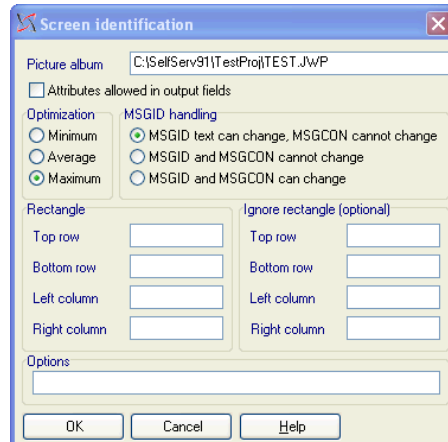 Screen identification
Picture album C:\SelfServ91\TestProj\TEST.JWP
Attributes allowed in output fields
Optimization
Minimum
Average
Maximum
MSGID handling
MSGID text can change, MSGCON cannot change
MSGID and MSGCON cannot change
MSGID and MSGCON can change
Rectangle
Top row
Bottom row
Left column
Right column
Ignore rectangle (optional)
Top row
Bottom row
Left column
Right column
Options
OK Cancel Help